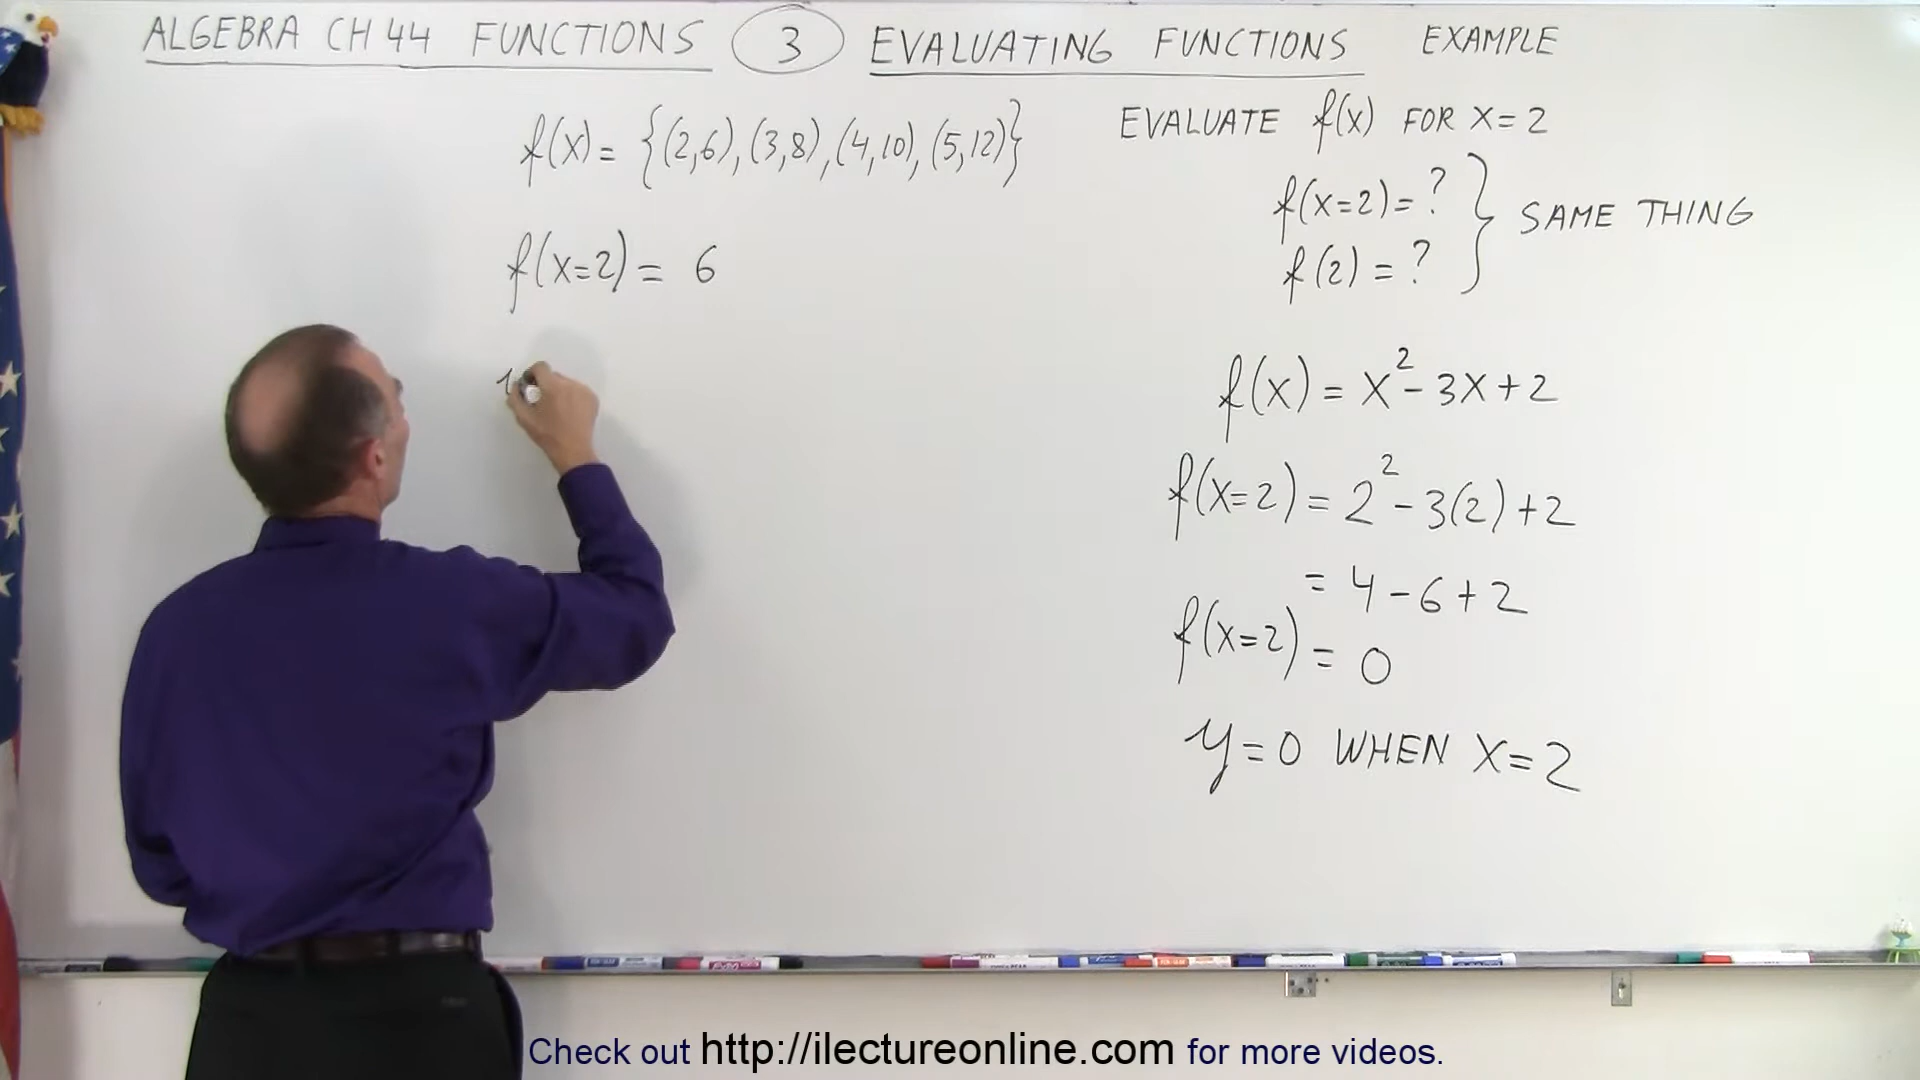 ALGEBRA CH 44 FUNCTIONS 3 EVALUATING FUNCTIONS EXAMPLE
f(x) = {(2,6), (3,8), (4,10), (5,12)}
f(x=2) = 6
EVALUATE f(x) FOR x = 2
f(x=2) = ?
f(2) = ?
SAME THING
f(x) = x² - 3x + 2
f(x=2) = 2² - 3(2) + 2
= 4 - 6 + 2
f(x=2) = 0
y = 0 WHEN x = 2
Check out http://ilectureonline.com for more videos.